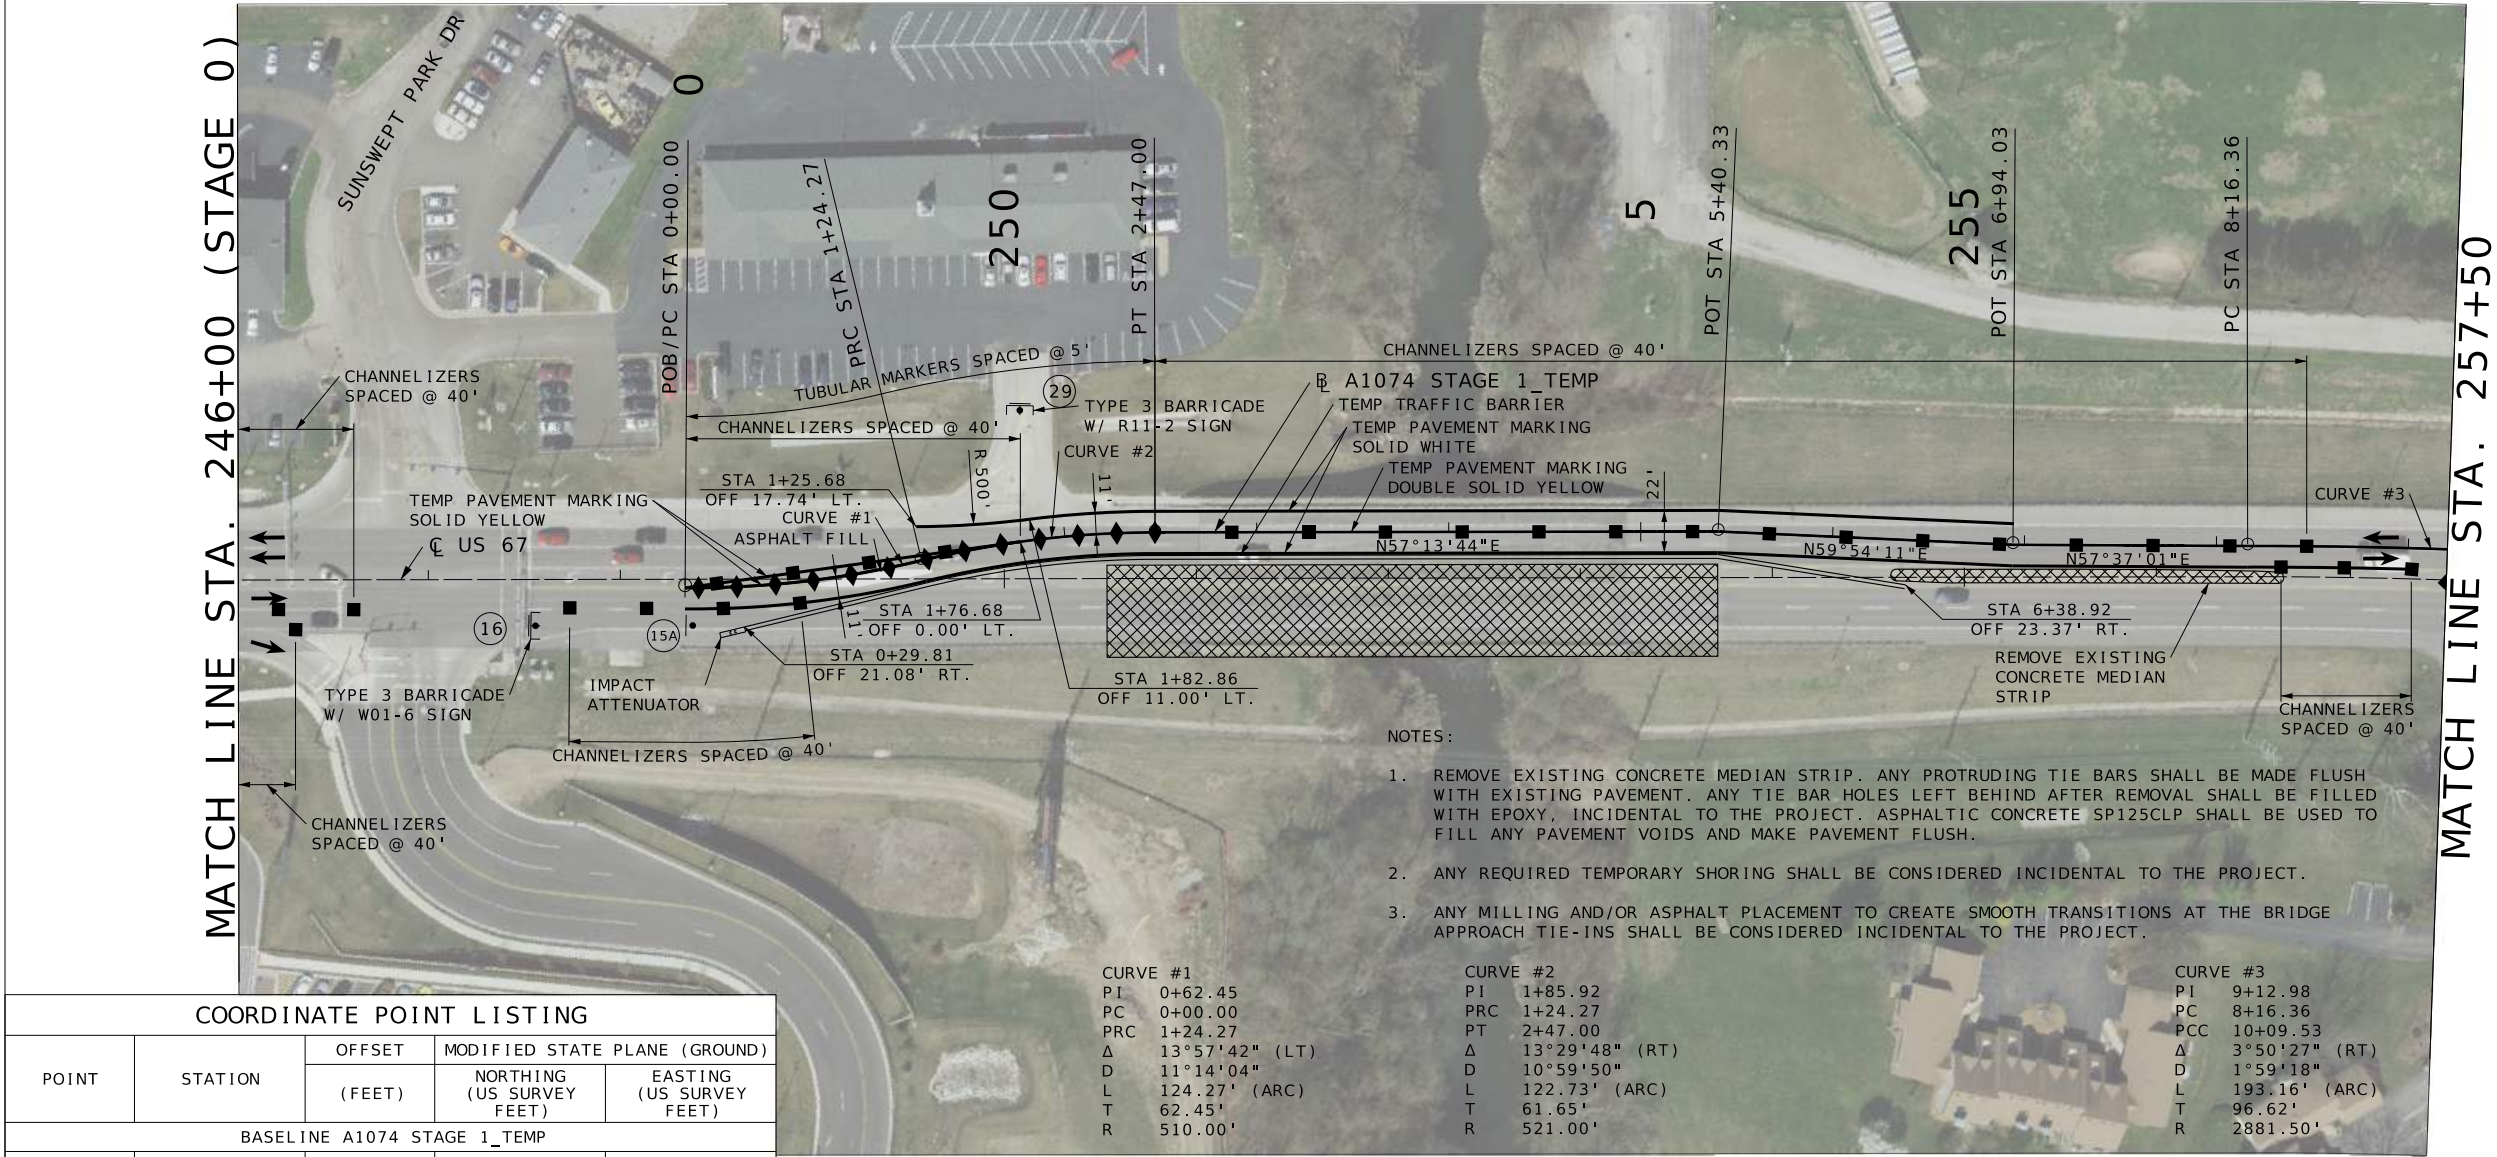 MATCH LINE STA. 246+00 (STAGE 0)
SUNSWEPT PARK DR
0
POB/PC STA 0+00.00
PRC STA 1+24.27
250
PT STA 2+47.00
5
POT STA 5+40.33
255
POT STA 6+94.03
PC STA 8+16.36
MATCH LINE STA. 257+50
CHANNELIZERS
SPACED @ 40'
TUBULAR MARKERS SPACED @ 5'
CHANNELIZERS SPACED @ 40'
CHANNELIZERS SPACED @ 40'
29
TYPE 3 BARRICADE
W/ R11-2 SIGN
CURVE #2
R 500'
11'
℄ A1074 STAGE 1_TEMP
TEMP TRAFFIC BARRIER
TEMP PAVEMENT MARKING
SOLID WHITE
TEMP PAVEMENT MARKING
DOUBLE SOLID YELLOW
22'
CURVE #3
STA 1+25.68
OFF 17.74' LT.
TEMP PAVEMENT MARKING
SOLID YELLOW
CURVE #1
ASPHALT FILL
℄ US 67
N57°13'44"E
N59°54'11"E
N57°37'01"E
16
15A
11'
STA 1+76.68
OFF 0.00' LT.
STA 0+29.81
OFF 21.08' RT.
STA 1+82.86
OFF 11.00' LT.
STA 6+38.92
OFF 23.37' RT.
REMOVE EXISTING
CONCRETE MEDIAN
STRIP
CHANNELIZERS
SPACED @ 40'
TYPE 3 BARRICADE
W/ W01-6 SIGN
IMPACT
ATTENUATOR
CHANNELIZERS SPACED @ 40'
CHANNELIZERS
SPACED @ 40'
NOTES:
1. REMOVE EXISTING CONCRETE MEDIAN STRIP. ANY PROTRUDING TIE BARS SHALL BE MADE FLUSH
WITH EXISTING PAVEMENT. ANY TIE BAR HOLES LEFT BEHIND AFTER REMOVAL SHALL BE FILLED
WITH EPOXY, INCIDENTAL TO THE PROJECT. ASPHALTIC CONCRETE SP125CLP SHALL BE USED TO
FILL ANY PAVEMENT VOIDS AND MAKE PAVEMENT FLUSH.
2. ANY REQUIRED TEMPORARY SHORING SHALL BE CONSIDERED INCIDENTAL TO THE PROJECT.
3. ANY MILLING AND/OR ASPHALT PLACEMENT TO CREATE SMOOTH TRANSITIONS AT THE BRIDGE
APPROACH TIE-INS SHALL BE CONSIDERED INCIDENTAL TO THE PROJECT.
CURVE #1
PI 0+62.45
PC 0+00.00
PRC 1+24.27
Δ 13°57'42" (LT)
D 11°14'04"
L 124.27' (ARC)
T 62.45'
R 510.00'
CURVE #2
PI 1+85.92
PRC 1+24.27
PT 2+47.00
Δ 13°29'48" (RT)
D 10°59'50"
L 122.73' (ARC)
T 61.65'
R 521.00'
CURVE #3
PI 9+12.98
PC 8+16.36
PCC 10+09.53
Δ 3°50'27" (RT)
D 1°59'18"
L 193.16' (ARC)
T 96.62'
R 2881.50'
COORDINATE POINT LISTING
POINT STATION OFFSET (FEET) MODIFIED STATE PLANE (GROUND)
NORTHING (US SURVEY FEET) EASTING (US SURVEY FEET)
BASELINE A1074 STAGE 1_TEMP